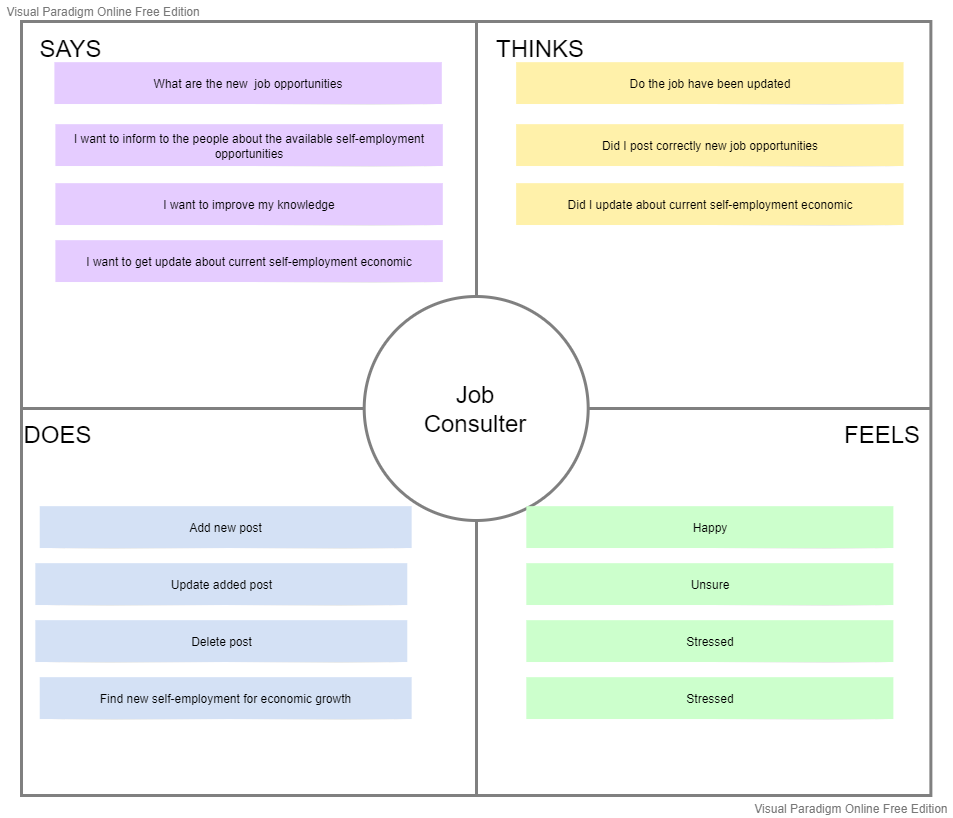 Visual Paradigm Online Free Edition
SAYS
What are the new  job opportunities
I want to inform to the people about the available self-employment
opportunities
I want to improve my knowledge
I want to get update about current self-employment economic
THINKS
Do the job have been updated
Did I post correctly new job opportunities
Did I update about current self-employment economic
Job
Consulter
DOES
Add new post
Update added post
Delete post
Find new self-employment for economic growth
FEELS
Happy
Unsure
Stressed
Stressed
Visual Paradigm Online Free Edition